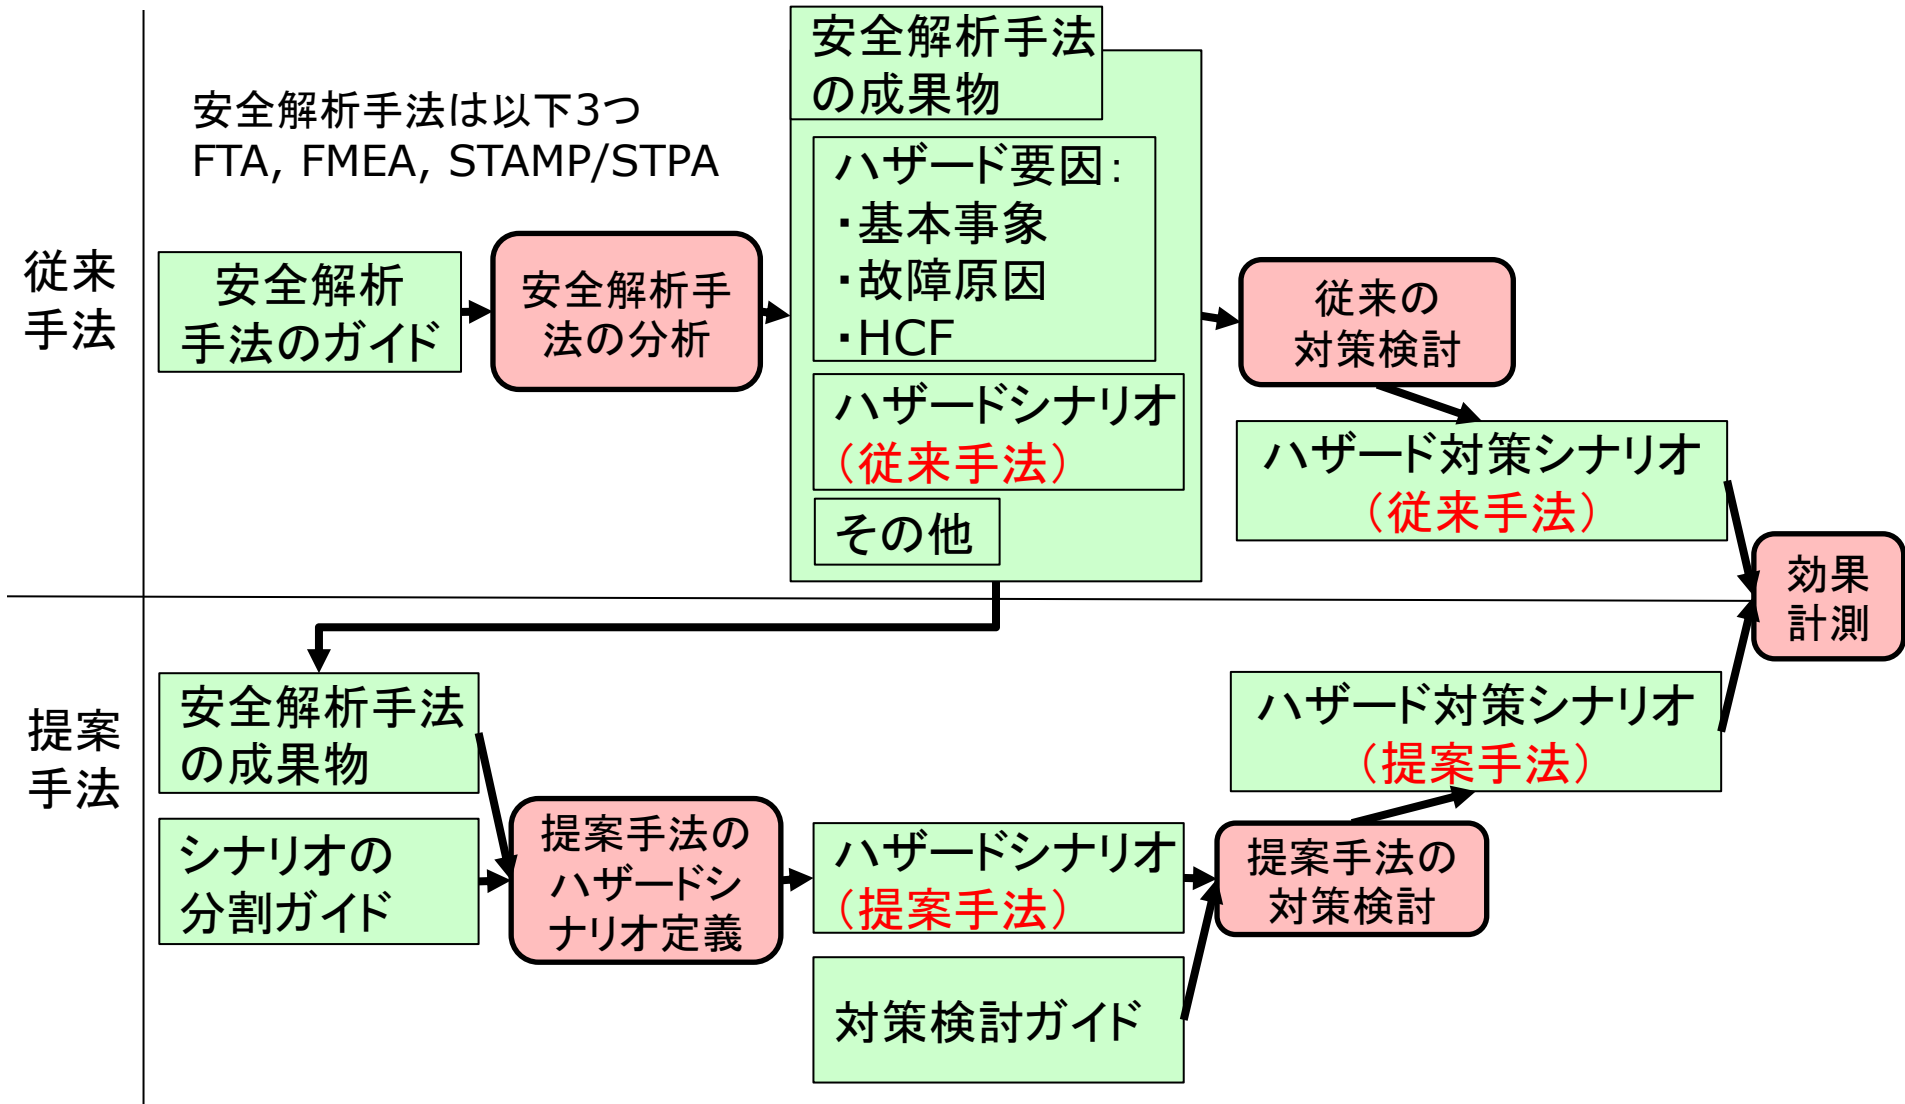 従来
手法
安全解析手法は以下3つ
FTA, FMEA, STAMP/STPA
安全解析
手法のガイド
安全解析手
法の分析
安全解析手法
の成果物
ハザード要因：
・基本事象
・故障原因
・HCF
ハザードシナリオ
（従来手法）
その他
従来の
対策検討
ハザード対策シナリオ
（従来手法）
効果
計測
提案
手法
安全解析手法
の成果物
シナリオの
分割ガイド
提案手法の
ハザードシ
ナリオ定義
ハザードシナリオ
（提案手法）
対策検討ガイド
提案手法の
対策検討
ハザード対策シナリオ
（提案手法）